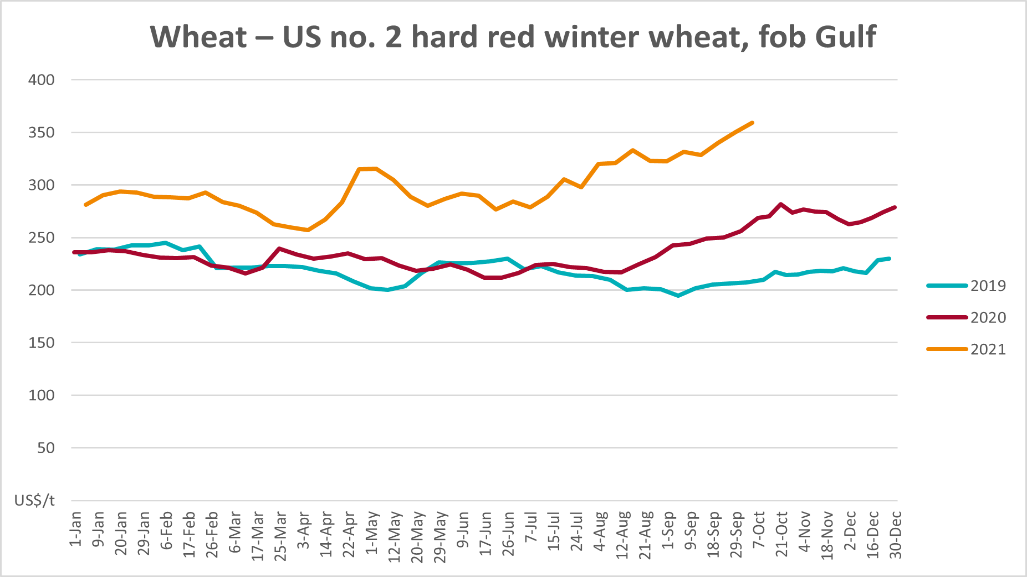 Wheat – US no. 2 hard red winter wheat, fob Gulf
400
350
300
250
200
150
100
50
US$/t
1-Jan
9-Jan
20-Jan
29-Jan
6-Feb
17-Feb
26-Feb
6-Mar
17-Mar
25-Mar
3-Apr
14-Apr
22-Apr
1-May
12-May
20-May
29-May
9-Jun
17-Jun
26-Jun
7-Jul
15-Jul
24-Jul
4-Aug
12-Aug
21-Aug
1-Sep
9-Sep
18-Sep
29-Sep
7-Oct
21-Oct
4-Nov
18-Nov
2-Dec
16-Dec
30-Dec
2019
2020
2021